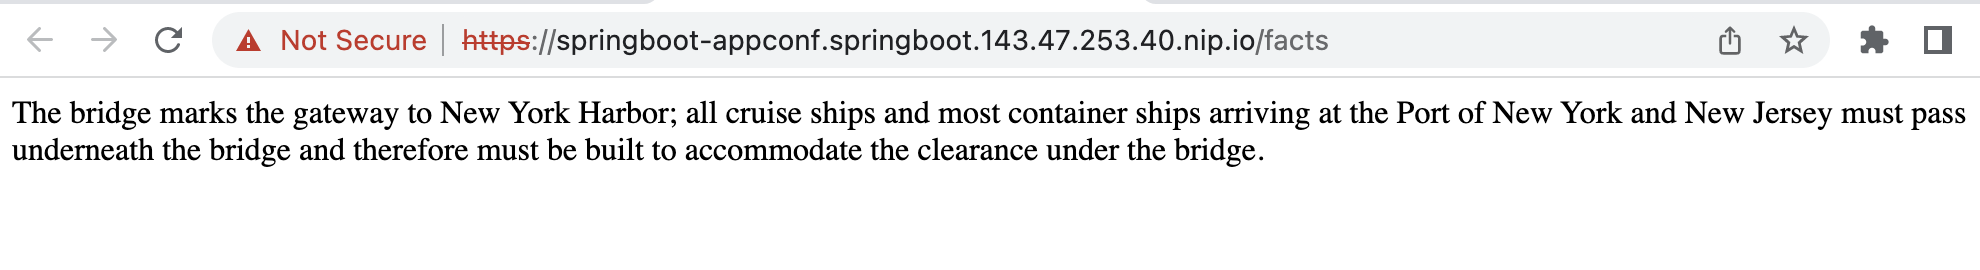 Not Secure https://springboot-appconf.springboot.143.47.253.40.nip.io/facts
The bridge marks the gateway to New York Harbor; all cruise ships and most container ships arriving at the Port of New York and New Jersey must pass
underneath the bridge and therefore must be built to accommodate the clearance under the bridge.